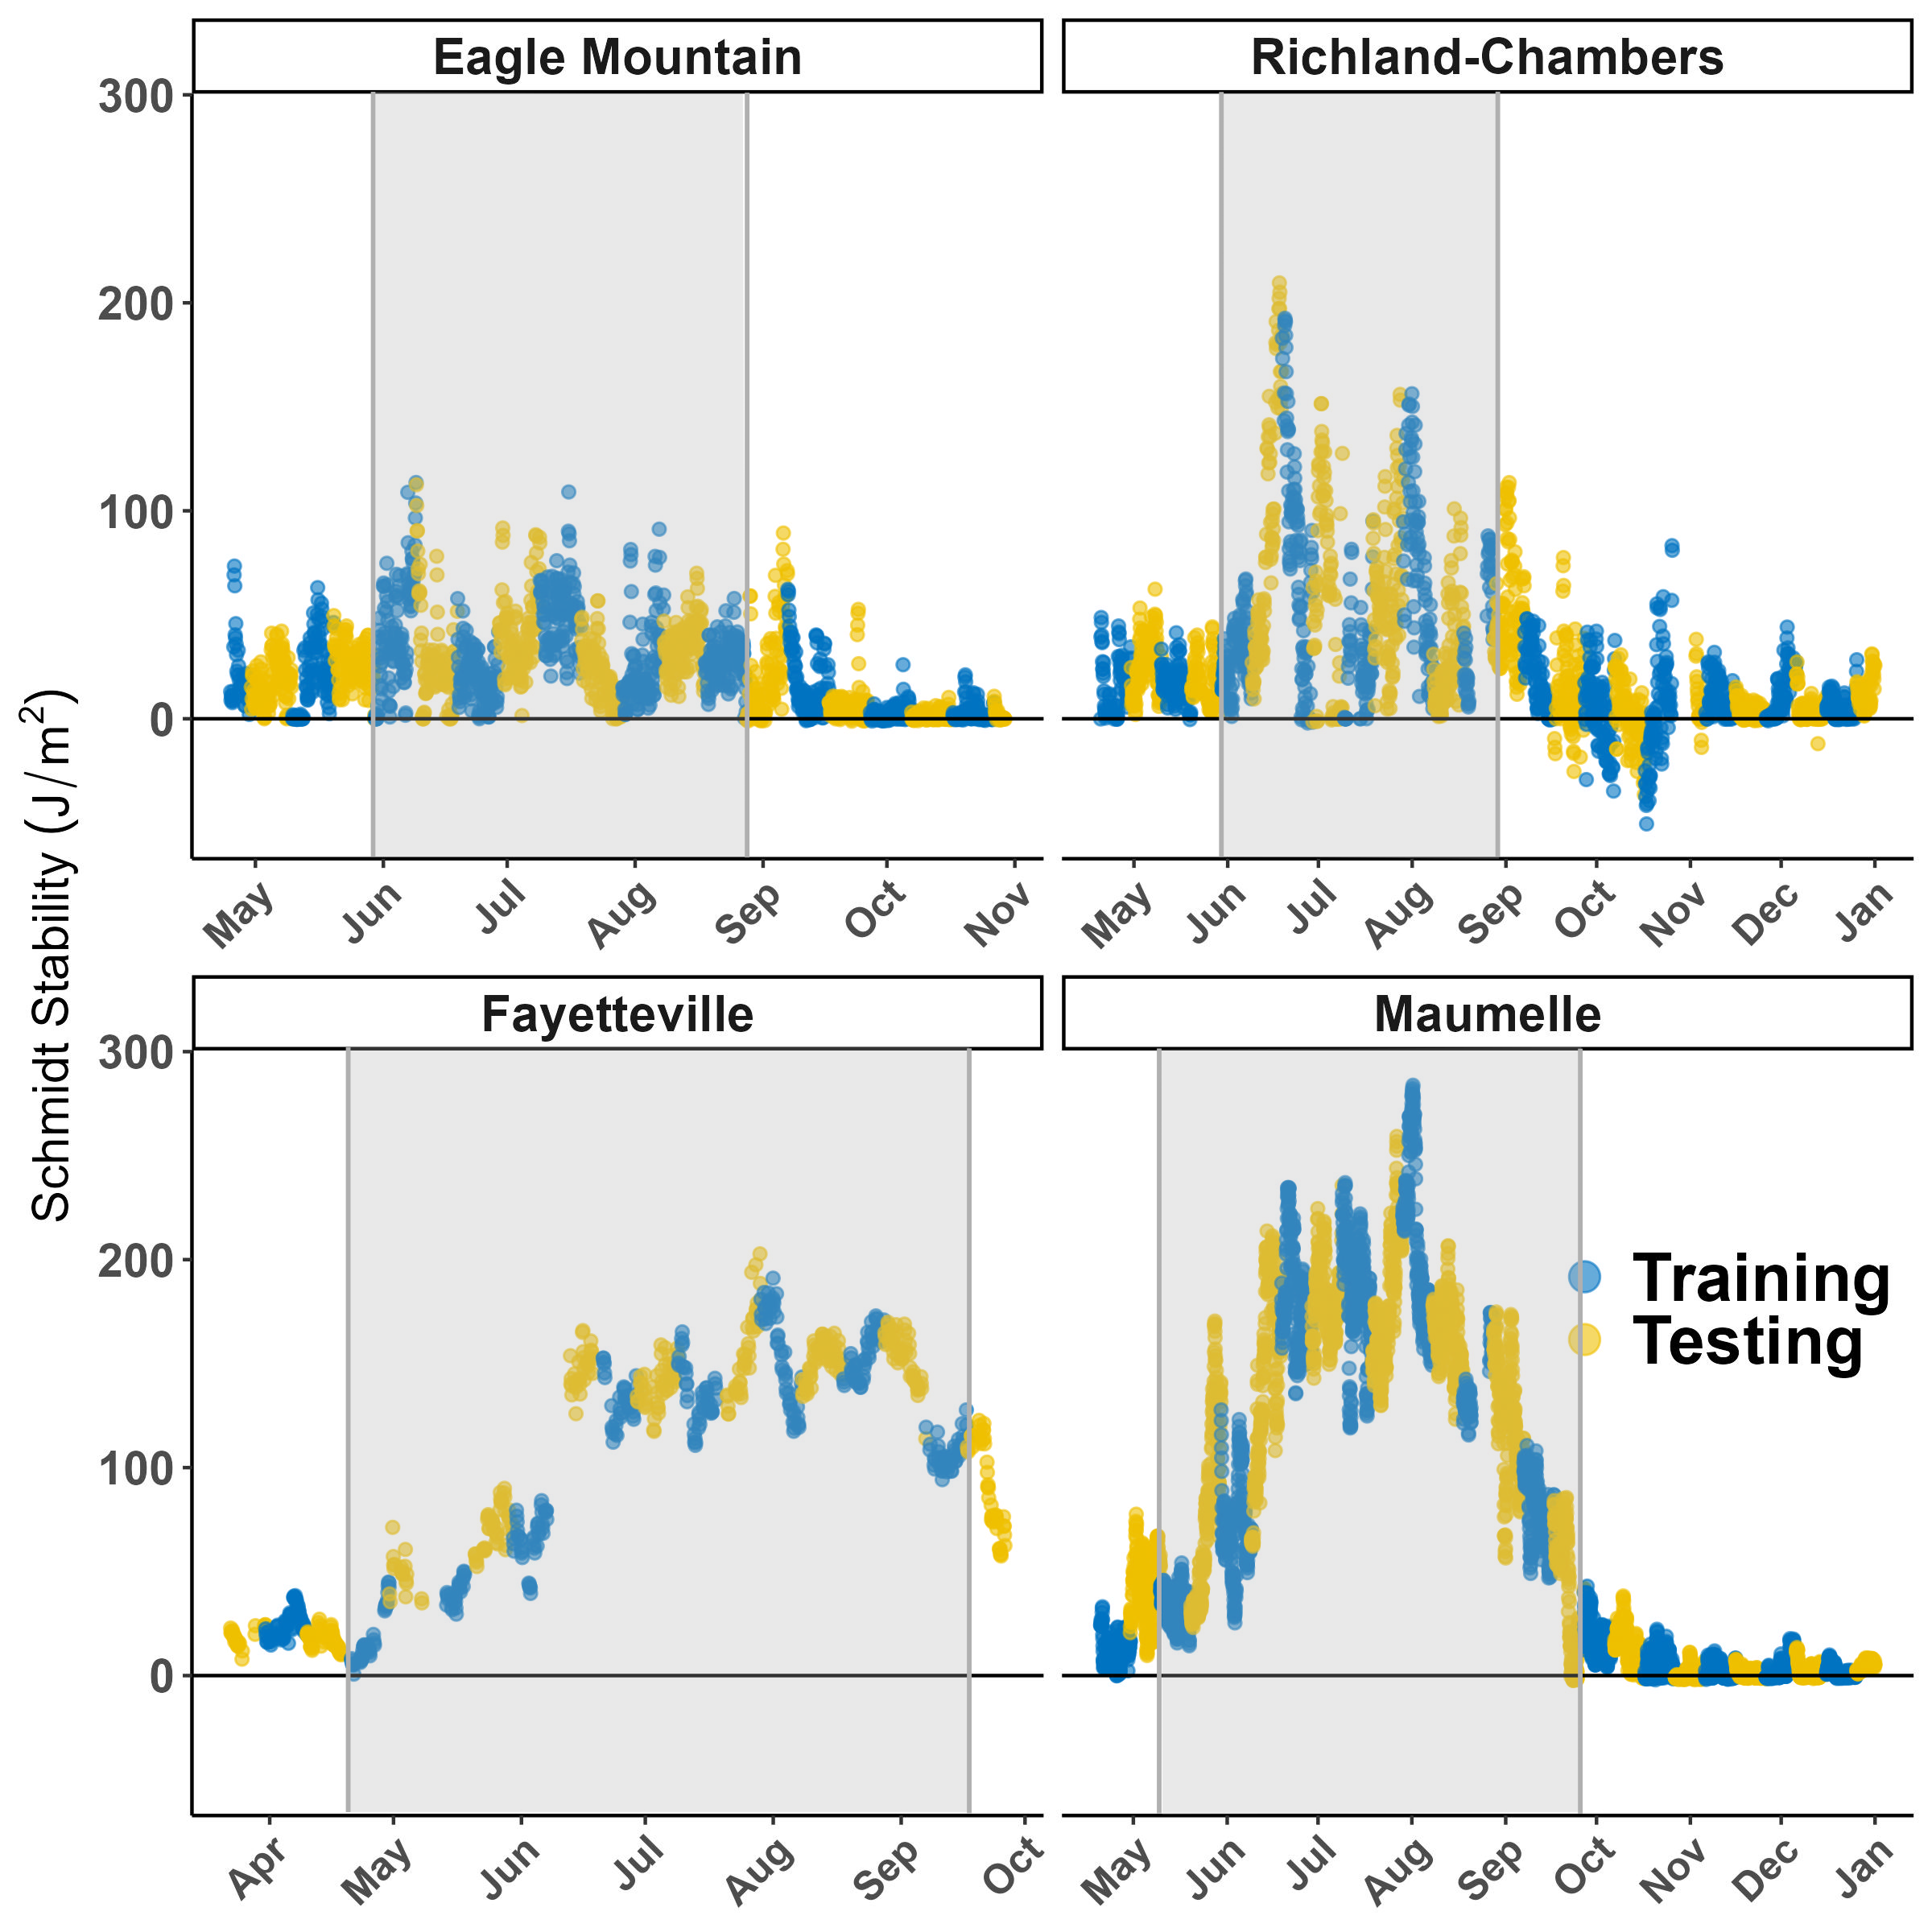 Eagle Mountain
Richland-Chambers
300
200
100
0
May Jun Jul Aug Sep Oct Nov
May Jun Jul Aug Sep Oct Nov Dec Jan
Schmidt Stability (J/m²)
Fayetteville
Maumelle
300
200
100
0
Training
Testing
Apr May Jun Jul Aug Sep Oct
May Jun Jul Aug Sep Oct Nov Dec Jan